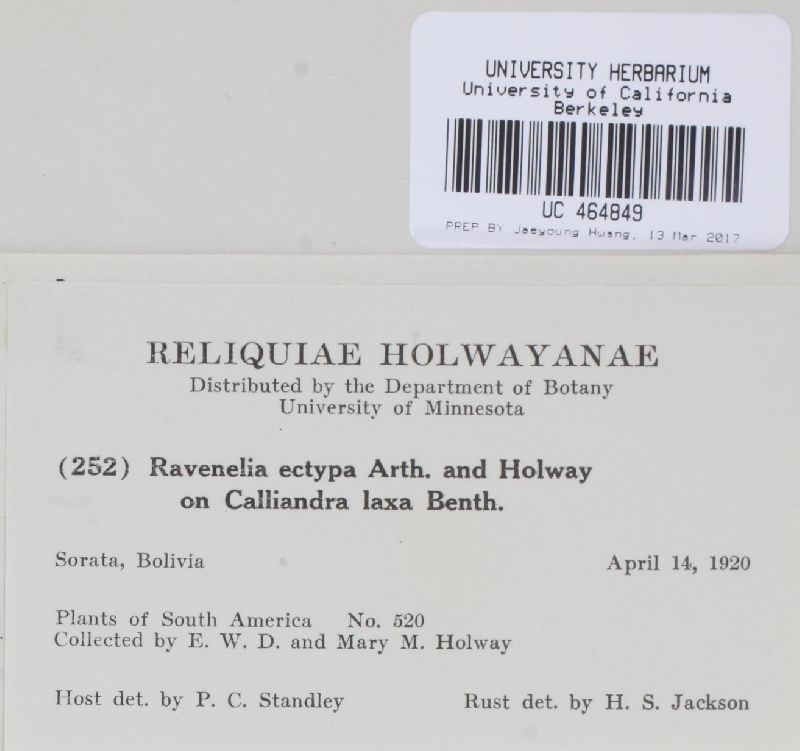 UNIVERSITY HERBARIUM
University of California
Berkeley
UC 464849
PREP BY Jaeyoung Hwang, 13 Mar 2017
RELIQUIAE HOLWAYANAE
Distributed by the Department of Botany
University of Minnesota
(252) Ravenelia ectypa Arth. and Holway
on Calliandra laxa Benth.
Sorata, Bolivia April 14, 1920
Plants of South America No. 520
Collected by E. W. D. and Mary M. Holway
Host det. by P. C. Standley Rust det. by H. S. Jackson